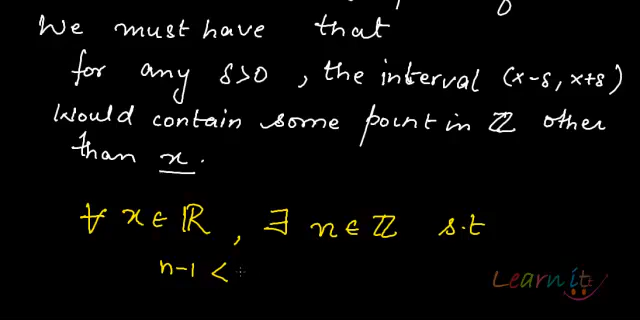 We must have that
for any δ>0, the interval (x-δ, x+δ)
Would contain some point in ℤ other
than x.
∀ x∈ℝ, ∃ n∈ℤ s.t
n-1 <
Learnit